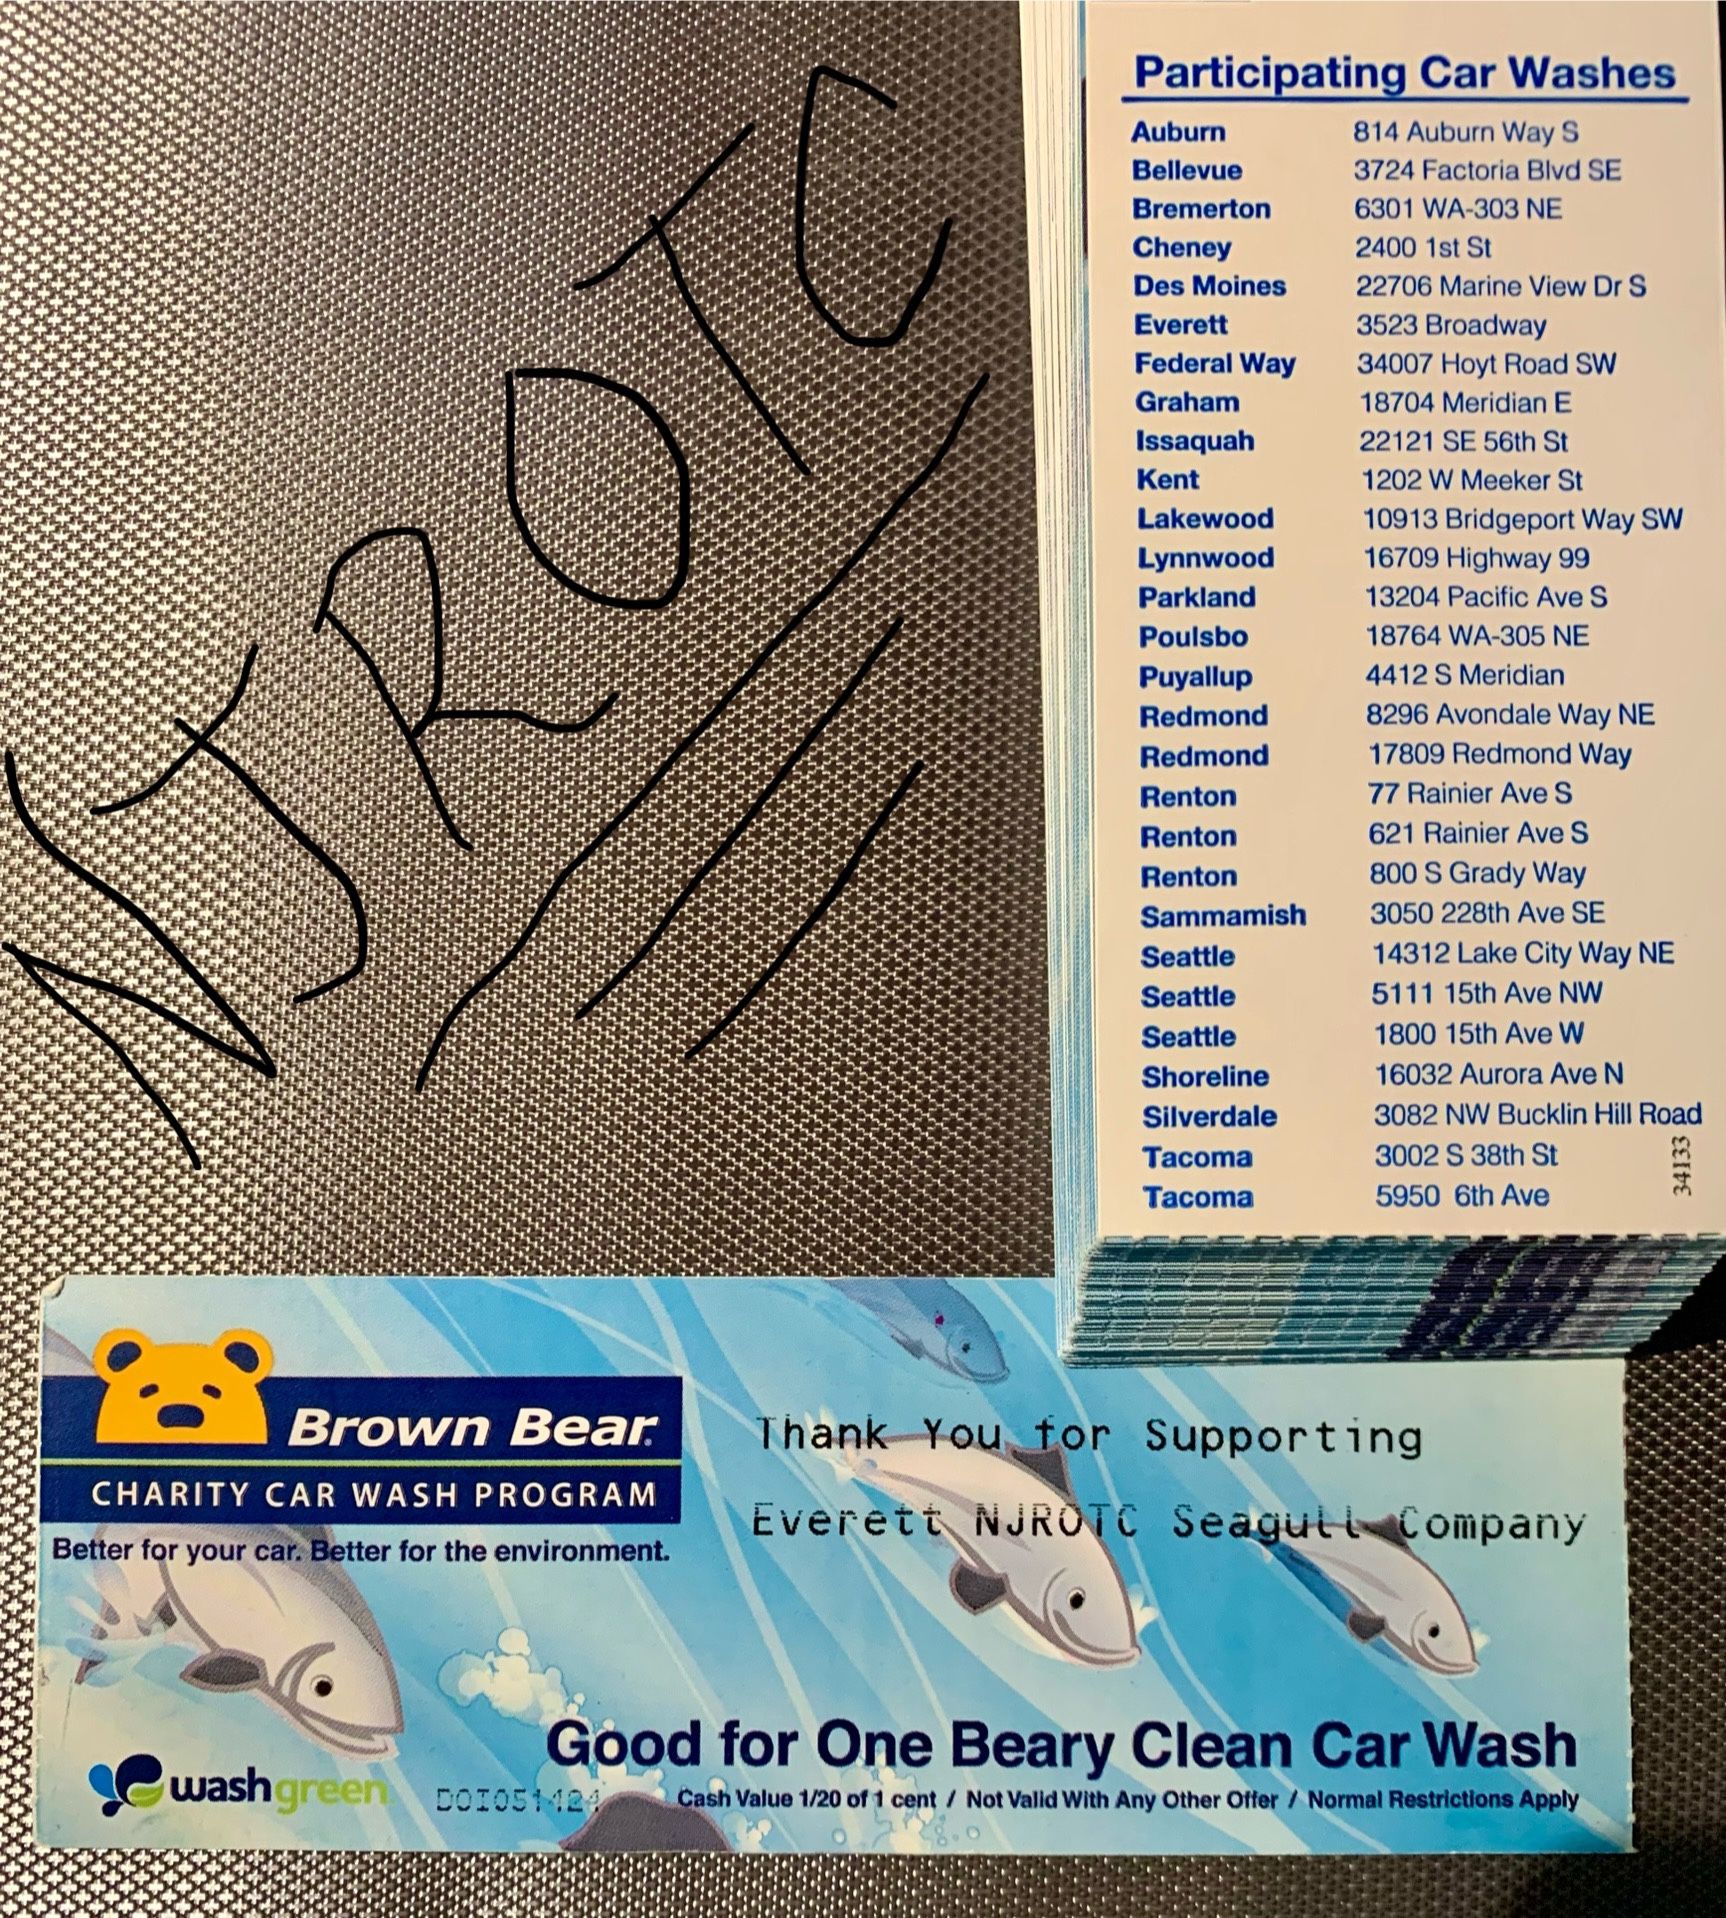 NJROTC
Participating Car Washes
Auburn 814 Auburn Way S
Bellevue 3724 Factoria Blvd SE
Bremerton 6301 WA-303 NE
Cheney 2400 1st St
Des Moines 22706 Marine View Dr S
Everett 3523 Broadway
Federal Way 34007 Hoyt Road SW
Graham 18704 Meridian E
Issaquah 22121 SE 56th St
Kent 1202 W Meeker St
Lakewood 10913 Bridgeport Way SW
Lynnwood 16709 Highway 99
Parkland 13204 Pacific Ave S
Poulsbo 18764 WA-305 NE
Puyallup 4412 S Meridian
Redmond 8296 Avondale Way NE
Redmond 17809 Redmond Way
Renton 77 Rainier Ave S
Renton 621 Rainier Ave S
Renton 800 S Grady Way
Sammamish 3050 228th Ave SE
Seattle 14312 Lake City Way NE
Seattle 5111 15th Ave NW
Seattle 1800 15th Ave W
Shoreline 16032 Aurora Ave N
Silverdale 3082 NW Bucklin Hill Road
Tacoma 3002 S 38th St
Tacoma 5950 6th Ave
34133
Brown Bear
CHARITY CAR WASH PROGRAM
Better for your car. Better for the environment.
Thank You for Supporting
Everett NJROTC Seagull Company
Good for One Beary Clean Car Wash
washgreen
DOI051424
Cash Value 1/20 of 1 cent / Not Valid With Any Other Offer / Normal Restrictions Apply